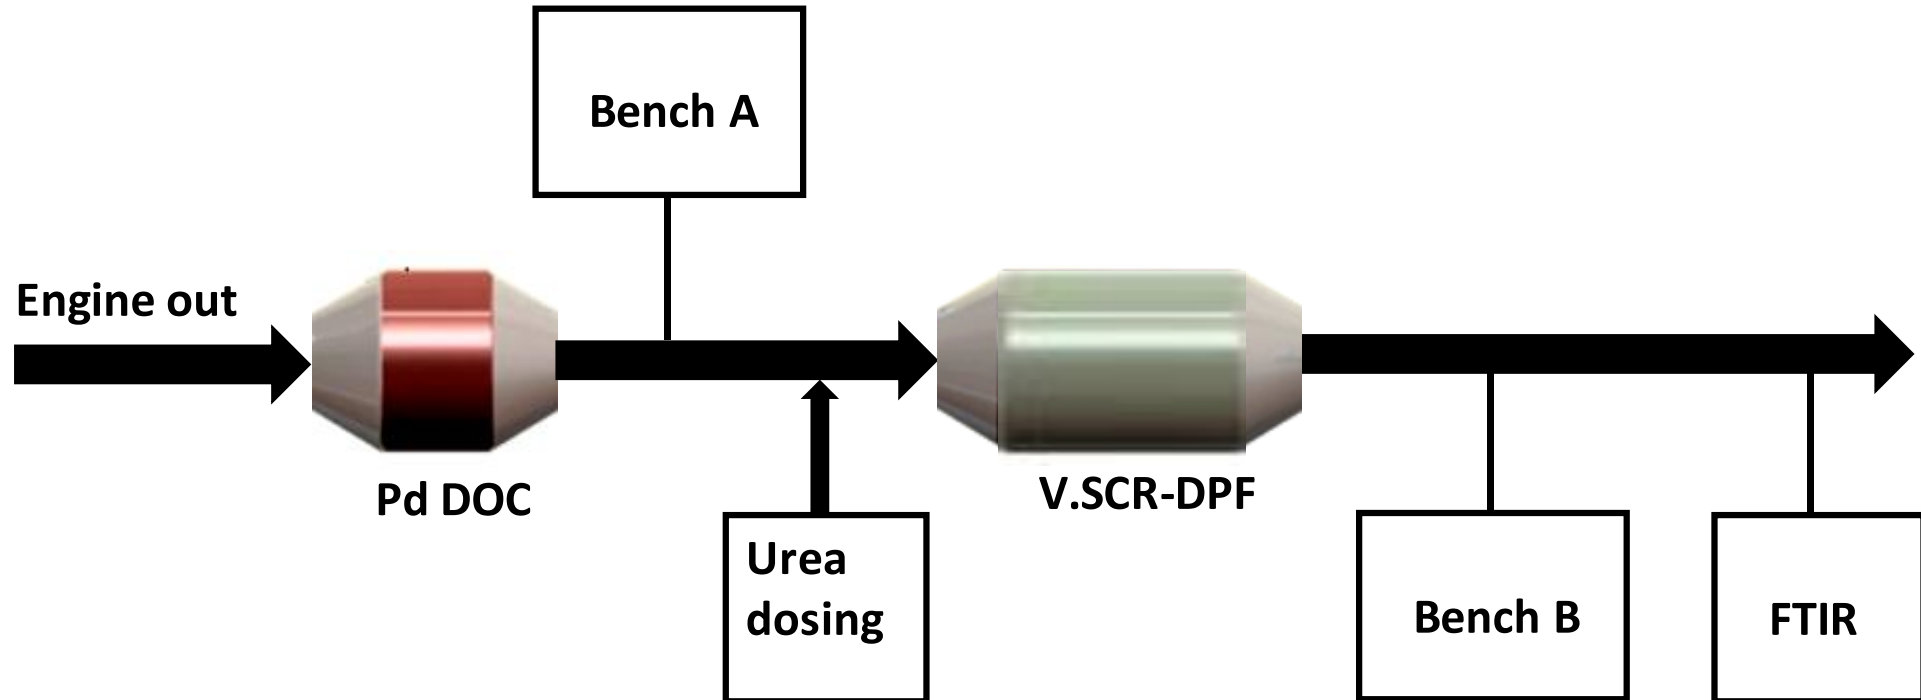 Bench A
Engine out
Pd DOC
V.SCR-DPF
Urea
dosing
Bench B
FTIR